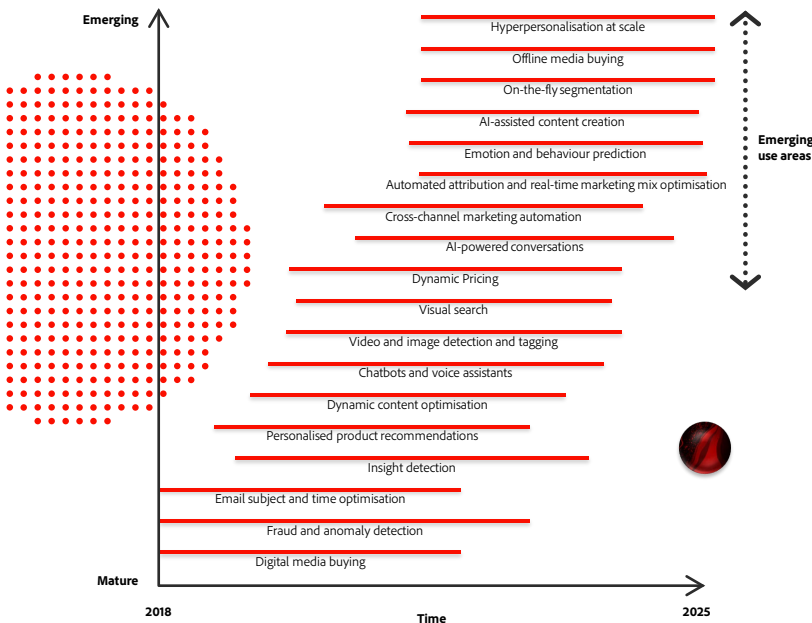 Emerging
Hyperpersonalisation at scale
Offline media buying
On-the-fly segmentation
AI-assisted content creation
Emerging
use areas
Emotion and behaviour prediction
Automated attribution and real-time marketing mix optimisation
Cross-channel marketing automation
AI-powered conversations
Dynamic Pricing
Visual search
Video and image detection and tagging
Chatbots and voice assistants
Dynamic content optimisation
Personalised product recommendations
Insight detection
Email subject and time optimisation
Fraud and anomaly detection
Digital media buying
Mature
2018
Time
2025